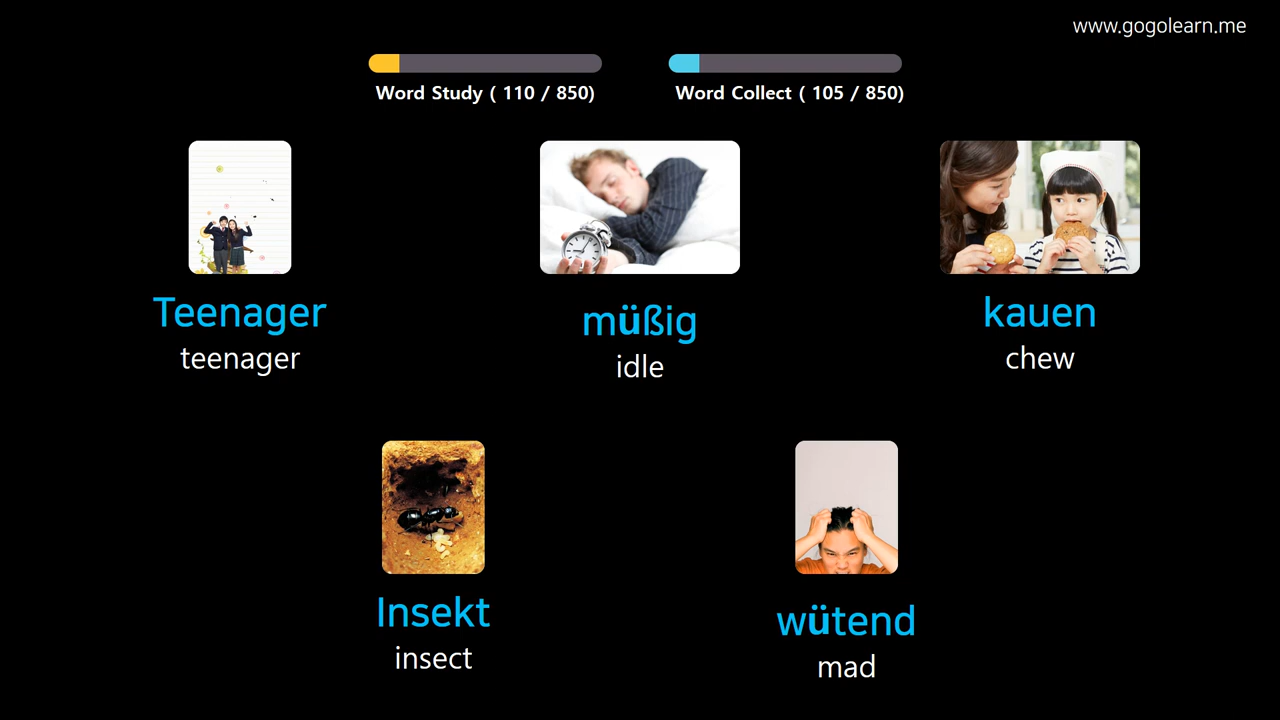 www.gogolearn.me
Word Study ( 110 / 850)
Word Collect ( 105 / 850)
Teenager
teenager
müßig
idle
kauen
chew
Insekt
insect
wütend
mad